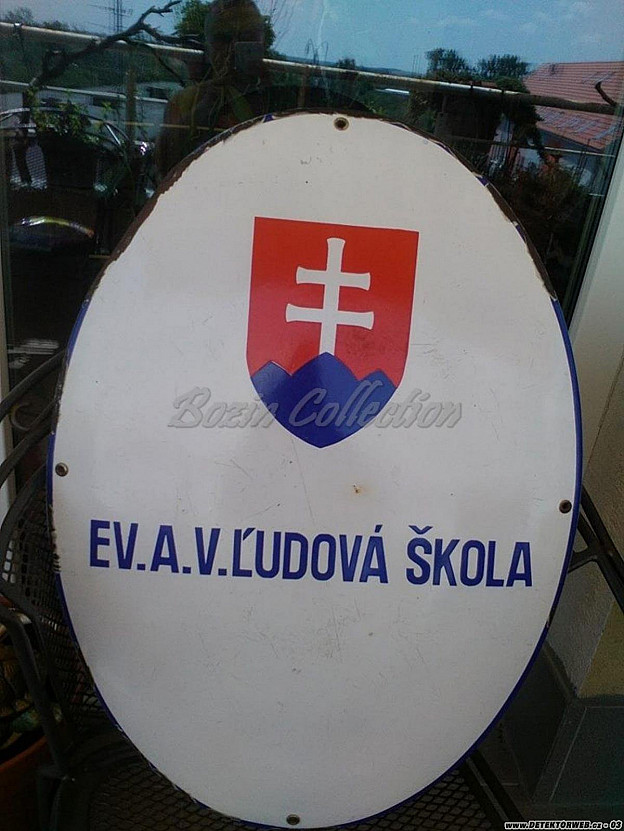 Bozin Collection
EV.A.V.ĽUDOVÁ ŠKOLA
www.DETEKTORWEB.cz - 03